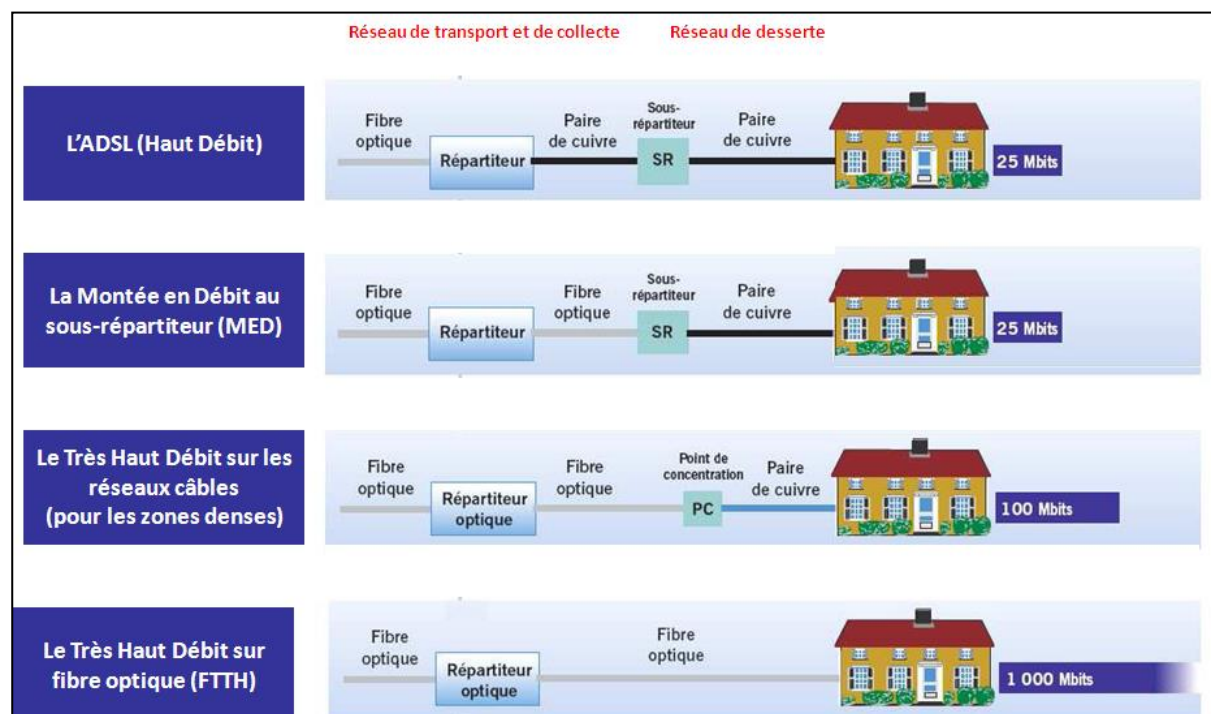 Réseau de transport et de collecte
Réseau de desserte
L'ADSL (Haut Débit)
Fibre
optique
Répartiteur
Paire
de cuivre
Sous-
répartiteur
SR
Paire
de cuivre
25 Mbits
La Montée en Débit au
sous-répartiteur (MED)
Fibre
optique
Répartiteur
Fibre
optique
Sous-
répartiteur
SR
Paire
de cuivre
25 Mbits
Le Très Haut Débit sur les
réseaux câbles
(pour les zones denses)
Fibre
optique
Répartiteur
optique
Fibre
optique
Point de
concentration
PC
Paire
de cuivre
100 Mbits
Le Très Haut Débit sur
fibre optique (FTTH)
Fibre
optique
Répartiteur
optique
Fibre
optique
1 000 Mbits